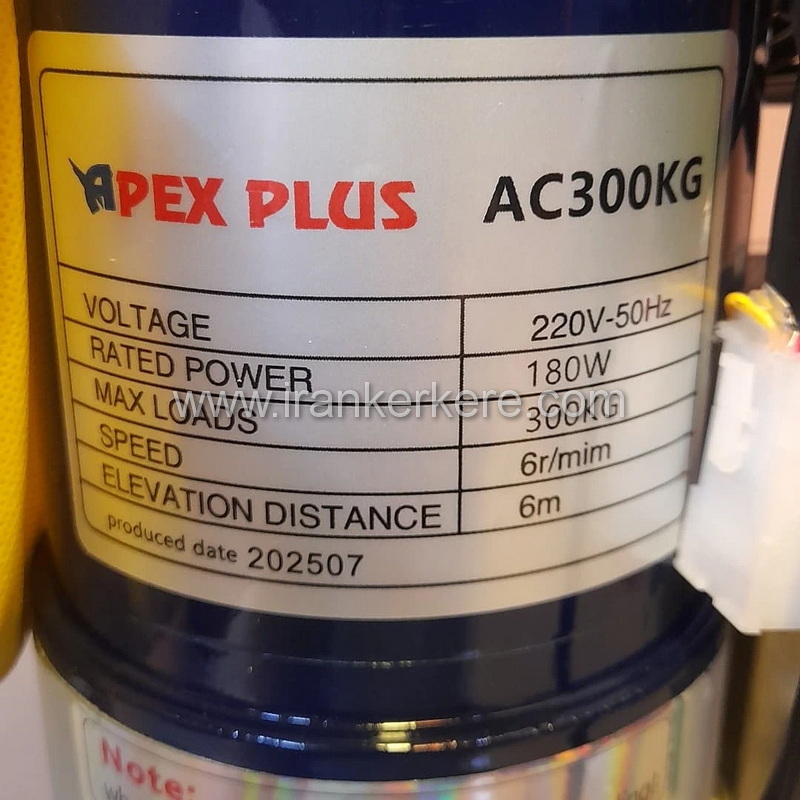 APEX PLUS AC300KG
VOLTAGE 220V-50Hz
RATED POWER 180W
www.irankerkere.com
MAX LOADS 300KG
SPEED 6r/mim
ELEVATION DISTANCE 6m
produced date 202507
Note: